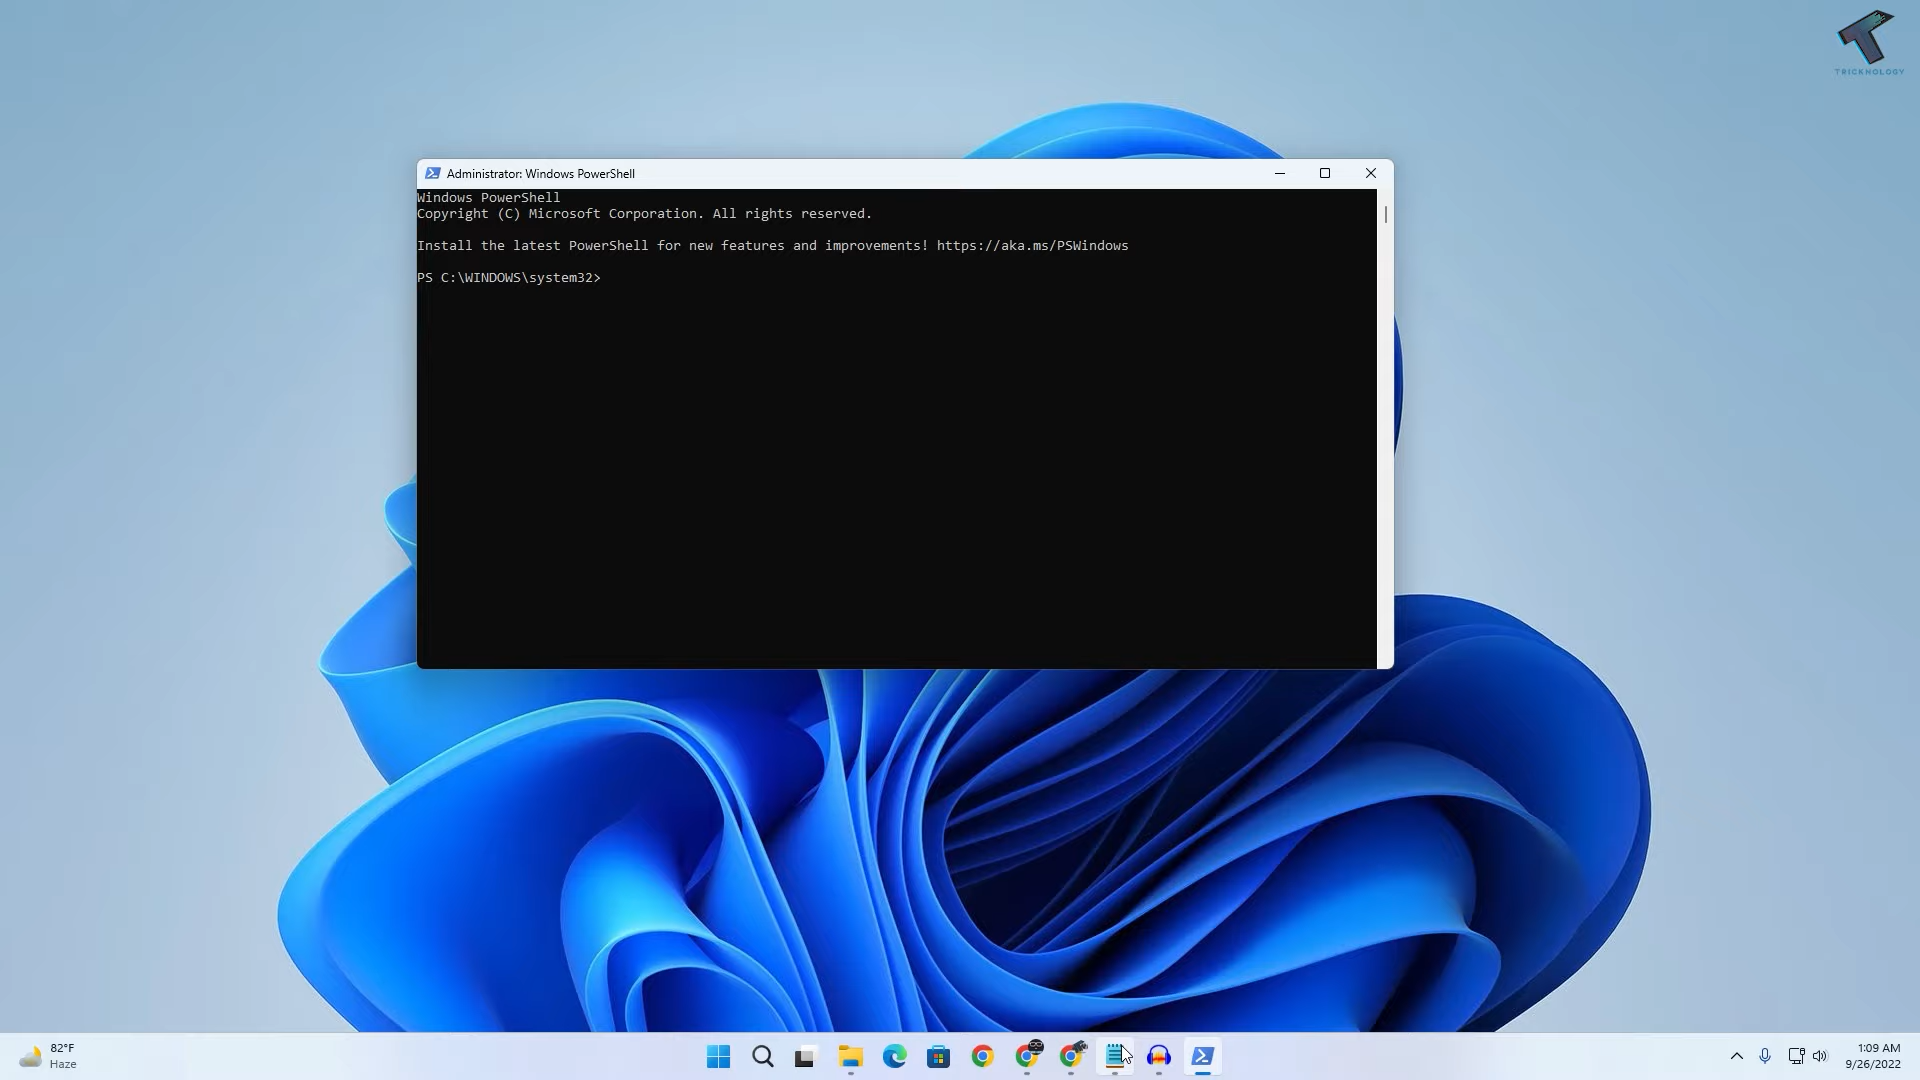 TRICKNOLOGY
Administrator: Windows PowerShell
Windows PowerShell
Copyright (C) Microsoft Corporation. All rights reserved.
Install the latest PowerShell for new features and improvements! https://aka.ms/PSWindows
PS C:\WINDOWS\system32>
82°F
Haze
1:09 AM
9/26/2022